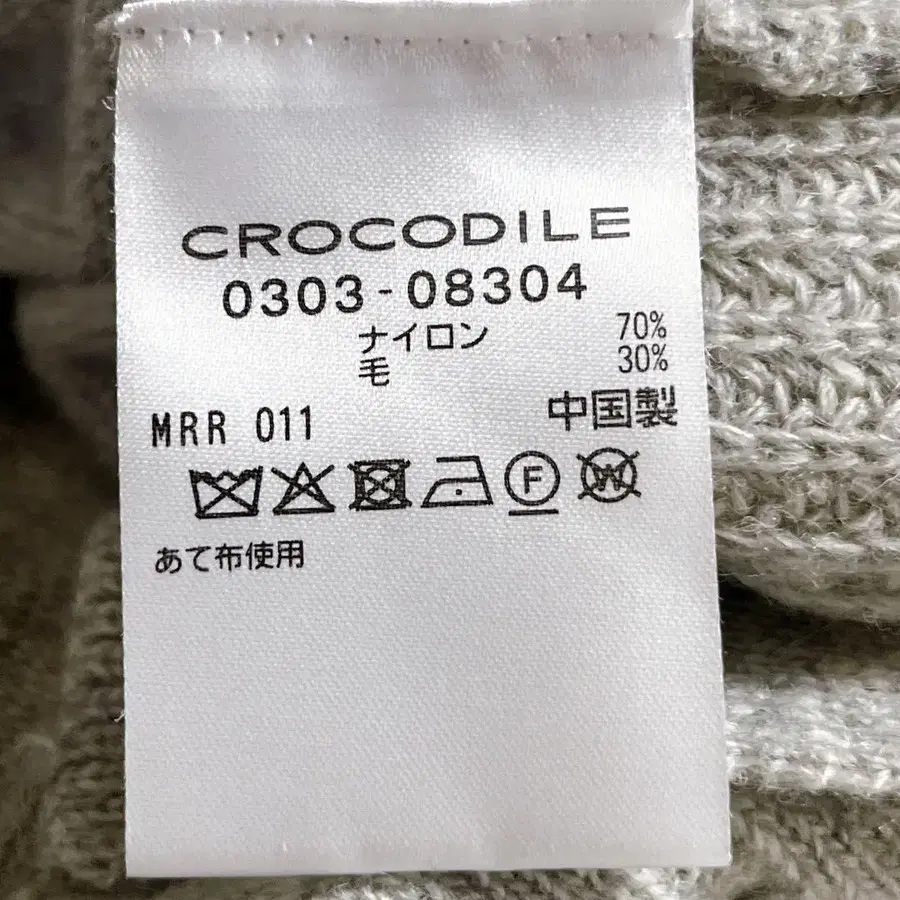 CROCODILE
0303-08304
ナイロン 70%
毛 30%
MRR 011 中国製
F W
あて布使用